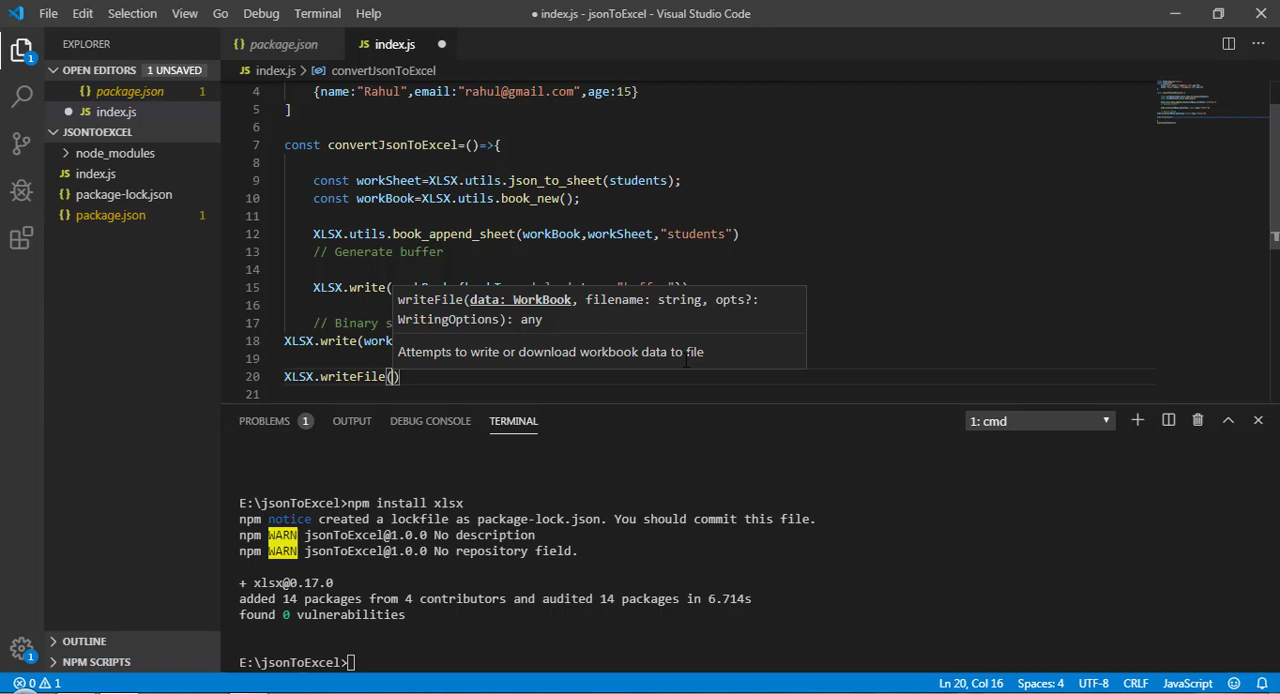 File Edit Selection View Go Debug Terminal Help
● index.js - jsonToExcel - Visual Studio Code
EXPLORER
{} package.json
JS index.js ●
OPEN EDITORS 1 UNSAVED
{} package.json 1
● JS index.js
JSONTOEXCEL
node_modules
JS index.js
{} package-lock.json
{} package.json 1
OUTLINE
NPM SCRIPTS
1
1
JS index.js > convertJsonToExcel
4 {name:"Rahul",email:"rahul@gmail.com",age:15}
5 ]
6
7 const convertJsonToExcel=()=>{
8
9 const workSheet=XLSX.utils.json_to_sheet(students);
10 const workBook=XLSX.utils.book_new();
11
12 XLSX.utils.book_append_sheet(workBook,workSheet,"students")
13 // Generate buffer
14
15 XLSX.write(
16
17 // Binary s
18 XLSX.write(work
19
20 XLSX.writeFile()
21
writeFile(data: WorkBook, filename: string, opts?:
WritingOptions): any
Attempts to write or download workbook data to file
PROBLEMS 1 OUTPUT DEBUG CONSOLE TERMINAL
1: cmd
E:\jsonToExcel>npm install xlsx
npm notice created a lockfile as package-lock.json. You should commit this file.
npm WARN jsonToExcel@1.0.0 No description
npm WARN jsonToExcel@1.0.0 No repository field.
+ xlsx@0.17.0
added 14 packages from 4 contributors and audited 14 packages in 6.714s
found 0 vulnerabilities
E:\jsonToExcel>
0 1
Ln 20, Col 16 Spaces: 4 UTF-8 CRLF JavaScript